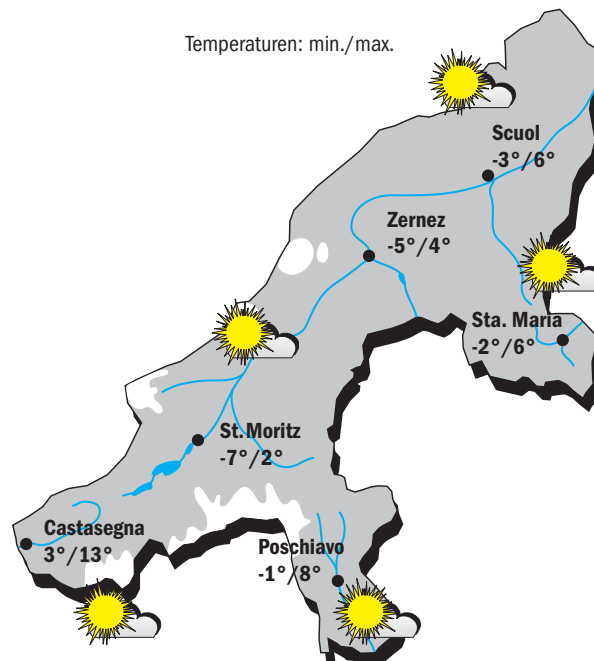 Temperaturen: min./max.
Scuol
-3°/6°
Zernez
-5°/4°
Sta. Maria
-2°/6°
St. Moritz
-7°/2°
Castasegna
3°/13°
Poschiavo
-1°/8°